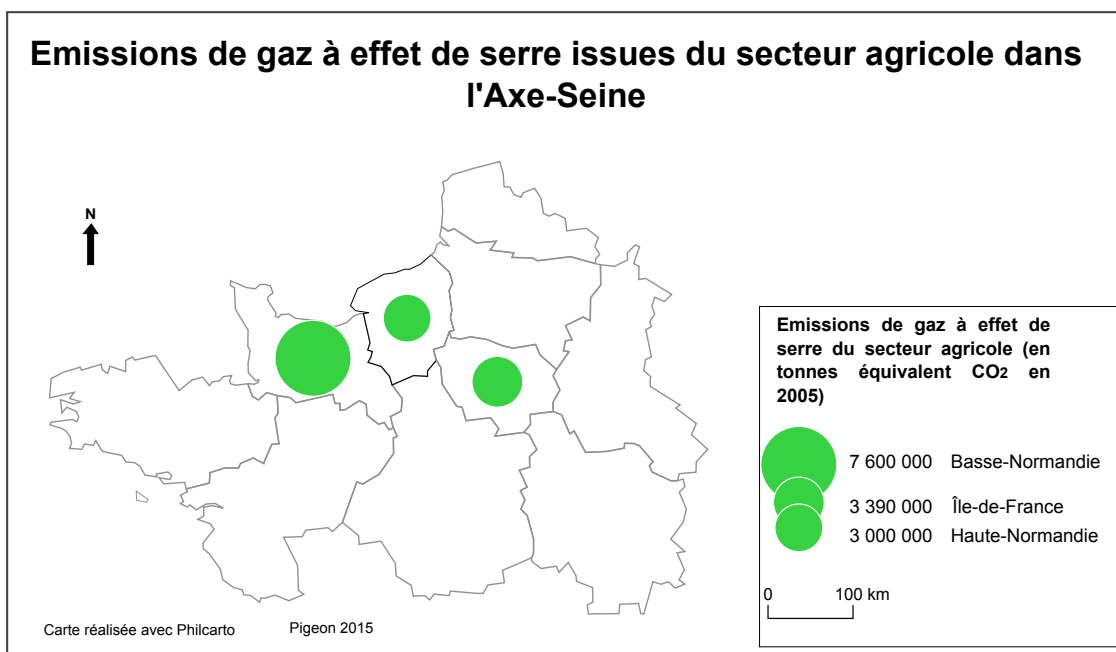 Emissions de gaz à effet de serre issues du secteur agricole dans
l'Axe-Seine
N
Emissions de gaz à effet de
serre du secteur agricole (en
tonnes équivalent CO2 en
2005)
7 600 000 Basse-Normandie
3 390 000 Île-de-France
3 000 000 Haute-Normandie
0 100 km
Carte réalisée avec Philcarto Pigeon 2015